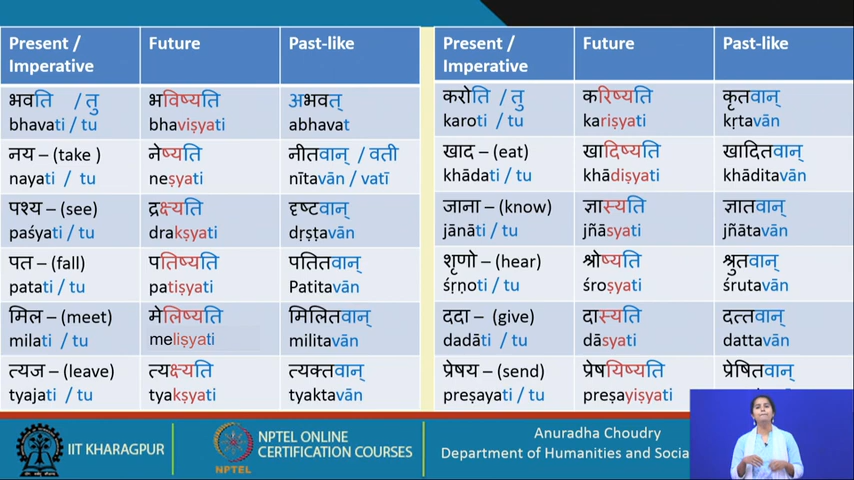 Present / Imperative Future Past-like
भवति / तु भविष्यति अभवत्
bhavati / tu bhaviṣyati abhavat
नय – (take ) नेष्यति नीतवान् / वती
nayati / tu neṣyati nītavān / vatī
पश्य – (see) द्रक्ष्यति दृष्टवान्
paśyati / tu drakṣyati dṛṣṭavān
पत – (fall) पतिष्यति पतितवान्
patati / tu patiṣyati Patitavān
मिल – (meet) मेलिष्यति मिलितवान्
milati / tu meliṣyati militavān
त्यज – (leave) त्यक्ष्यति त्यक्तवान्
tyajati / tu tyakṣyati tyaktavān
Present / Imperative Future Past-like
करोति / तु करिष्यति कृतवान्
karoti / tu kariṣyati kṛtavān
खाद – (eat) खादिष्यति खादितवान्
khādati / tu khādiṣyati khāditavān
जाना – (know) ज्ञास्यति ज्ञातवान्
jānāti / tu jñāsyati jñātavān
शृणो – (hear) श्रोष्यति श्रुतवान्
śṛṇoti / tu śroṣyati śrutavān
ददा – (give) दास्यति दत्तवान्
dadāti / tu dāsyati dattavān
प्रेषय – (send) प्रेषयिष्यति प्रेषितवान्
preṣayati / tu preṣayiṣyati
IIT KHARAGPUR
NPTEL
NPTEL ONLINE
CERTIFICATION COURSES
Anuradha Choudry
Department of Humanities and Socia